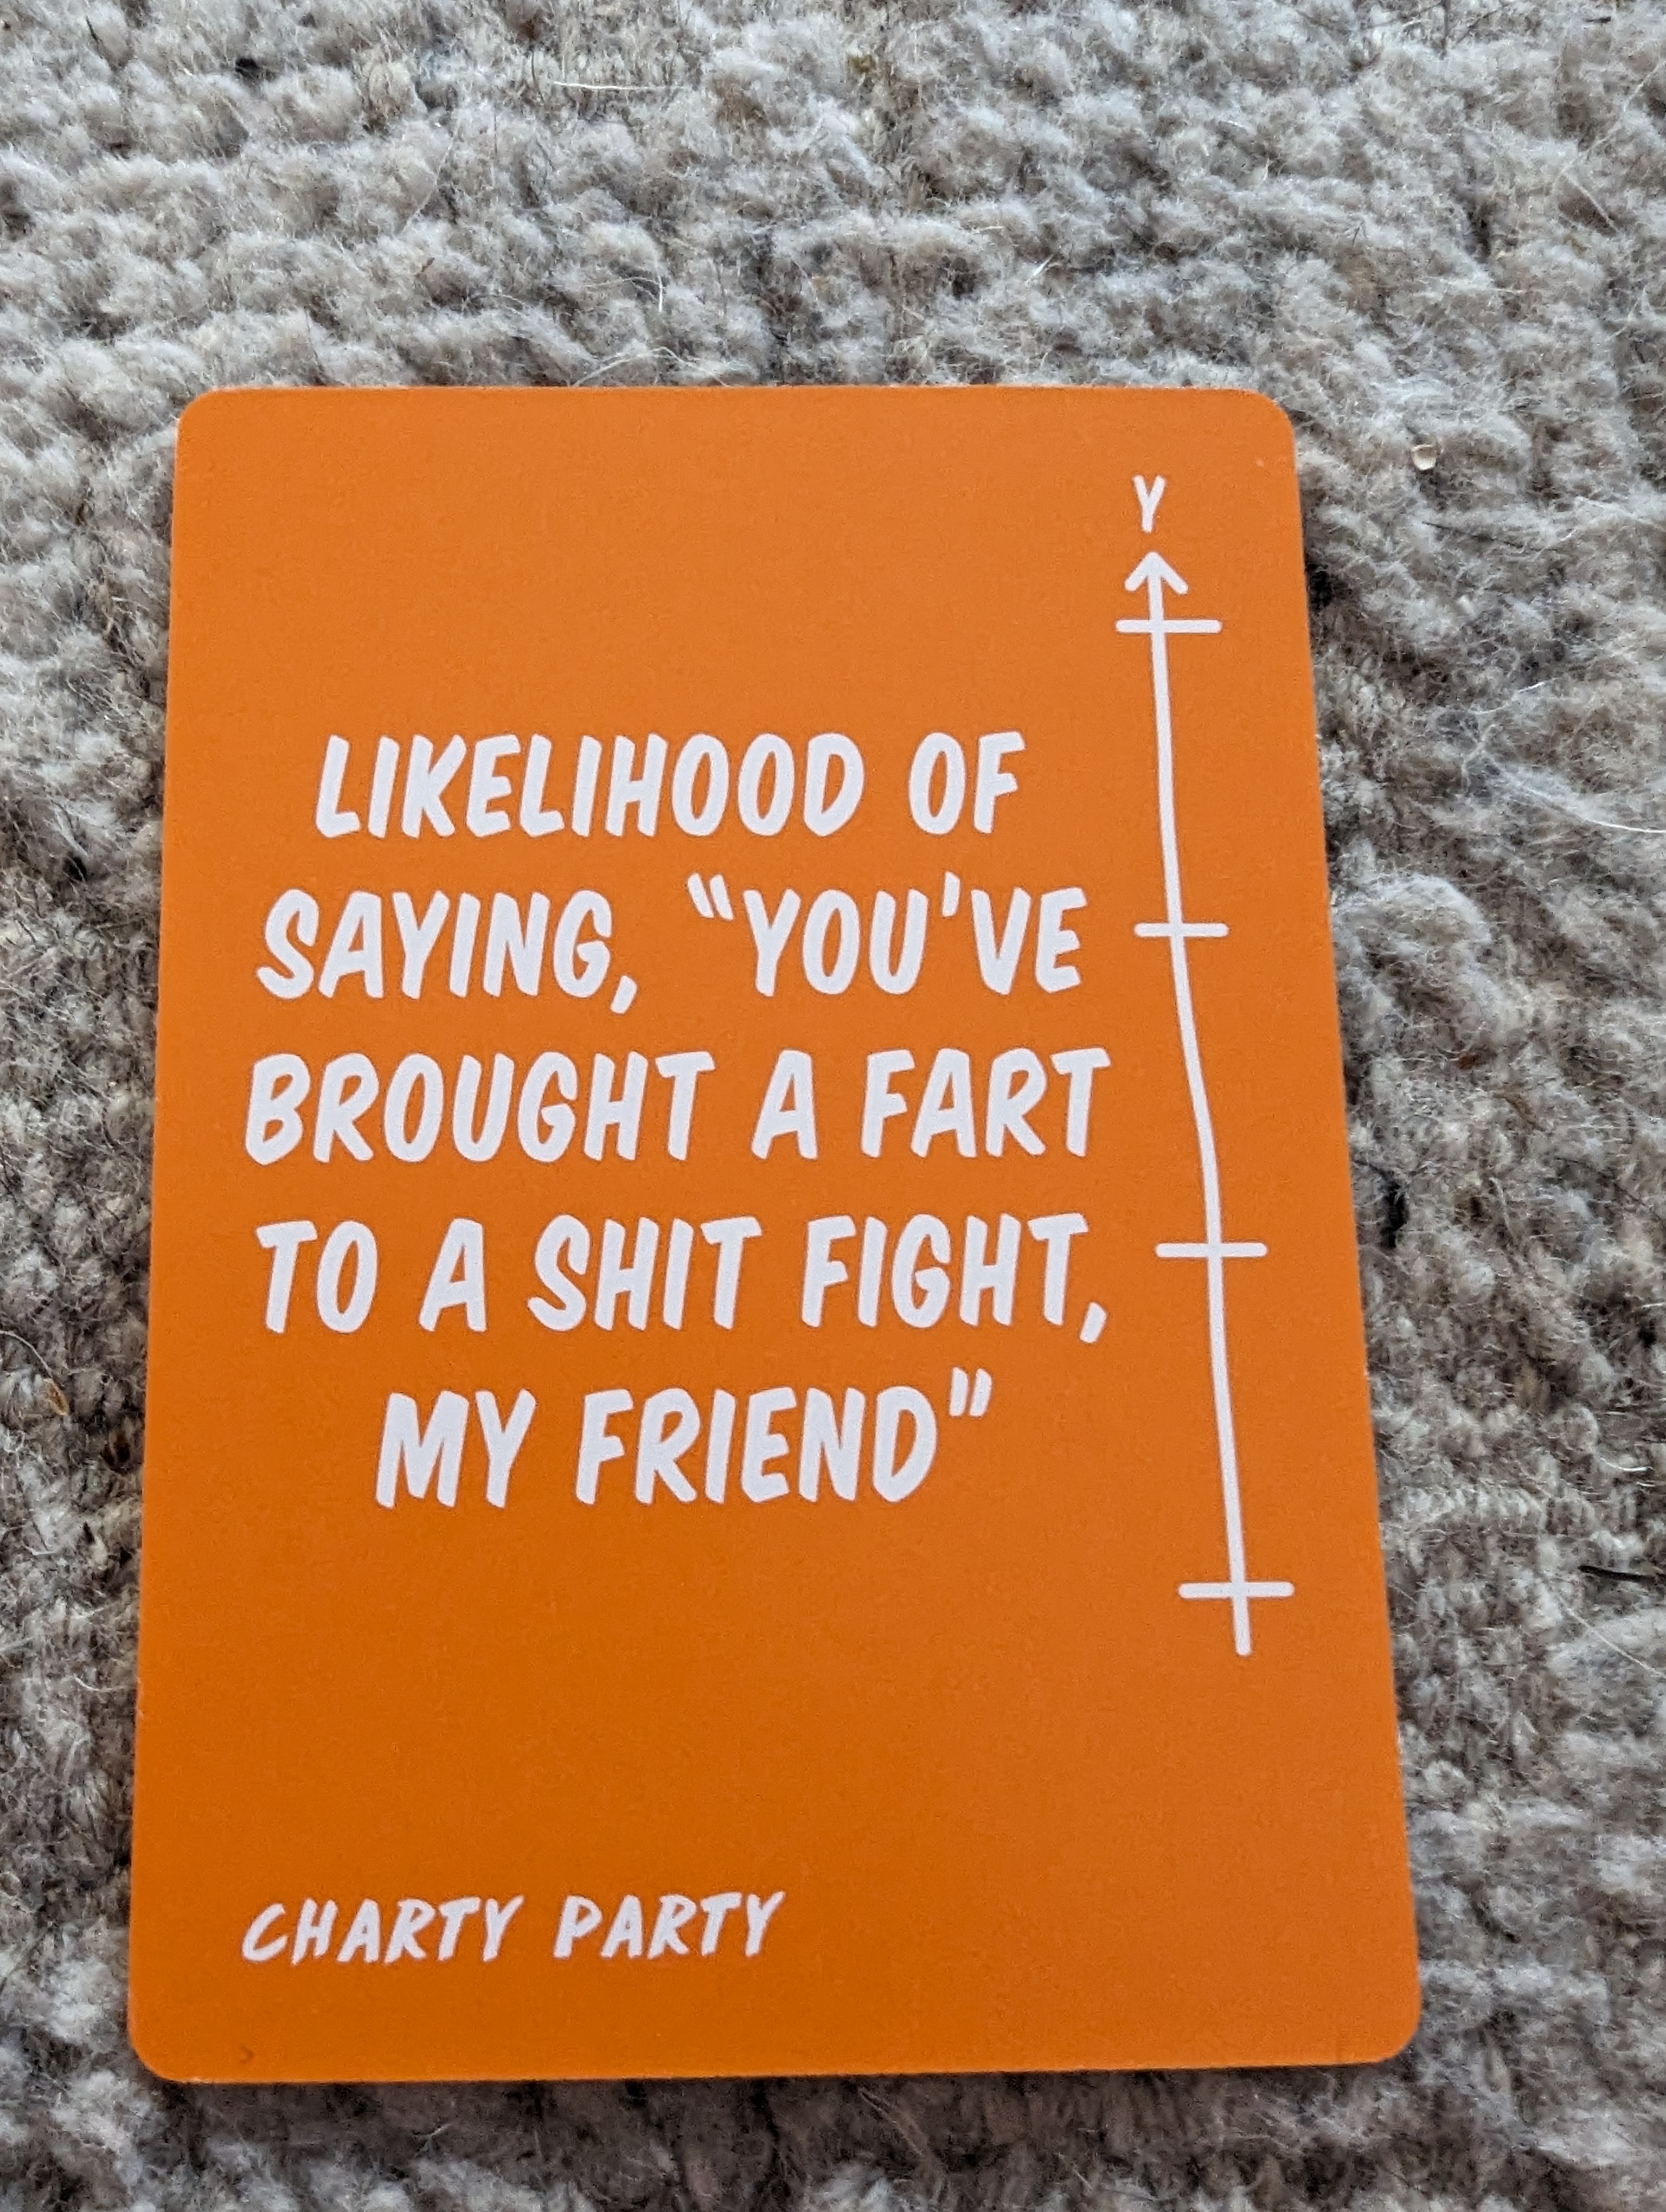 Y
LIKELIHOOD OF
SAYING, "YOU'VE
BROUGHT A FART
TO A SHIT FIGHT,
MY FRIEND"
CHARTY PARTY